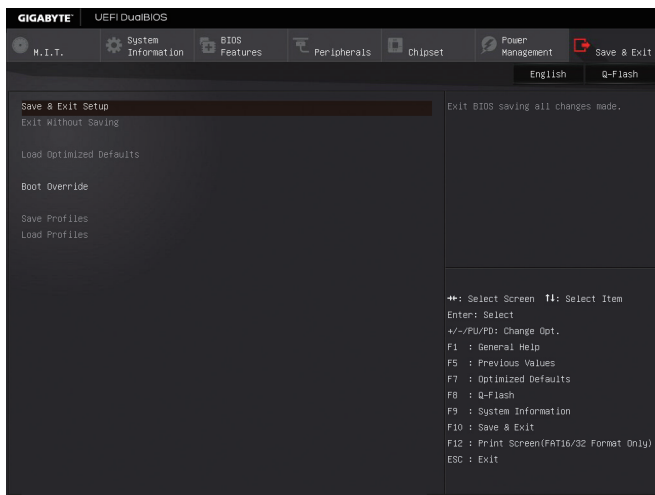 GIGABYTE™ UEFI DualBIOS
M.I.T.
System Information
BIOS Features
Peripherals
Chipset
Power Management
Save & Exit
English Q-Flash
Save & Exit Setup
Exit Without Saving
Load Optimized Defaults
Boot Override
Save Profiles
Load Profiles
Exit BIOS saving all changes made.
→←: Select Screen ↑↓: Select Item
Enter: Select
+/-/PU/PD: Change Opt.
F1 : General Help
F5 : Previous Values
F7 : Optimized Defaults
F8 : Q-Flash
F9 : System Information
F10 : Save & Exit
F12 : Print Screen(FAT16/32 Format Only)
ESC : Exit